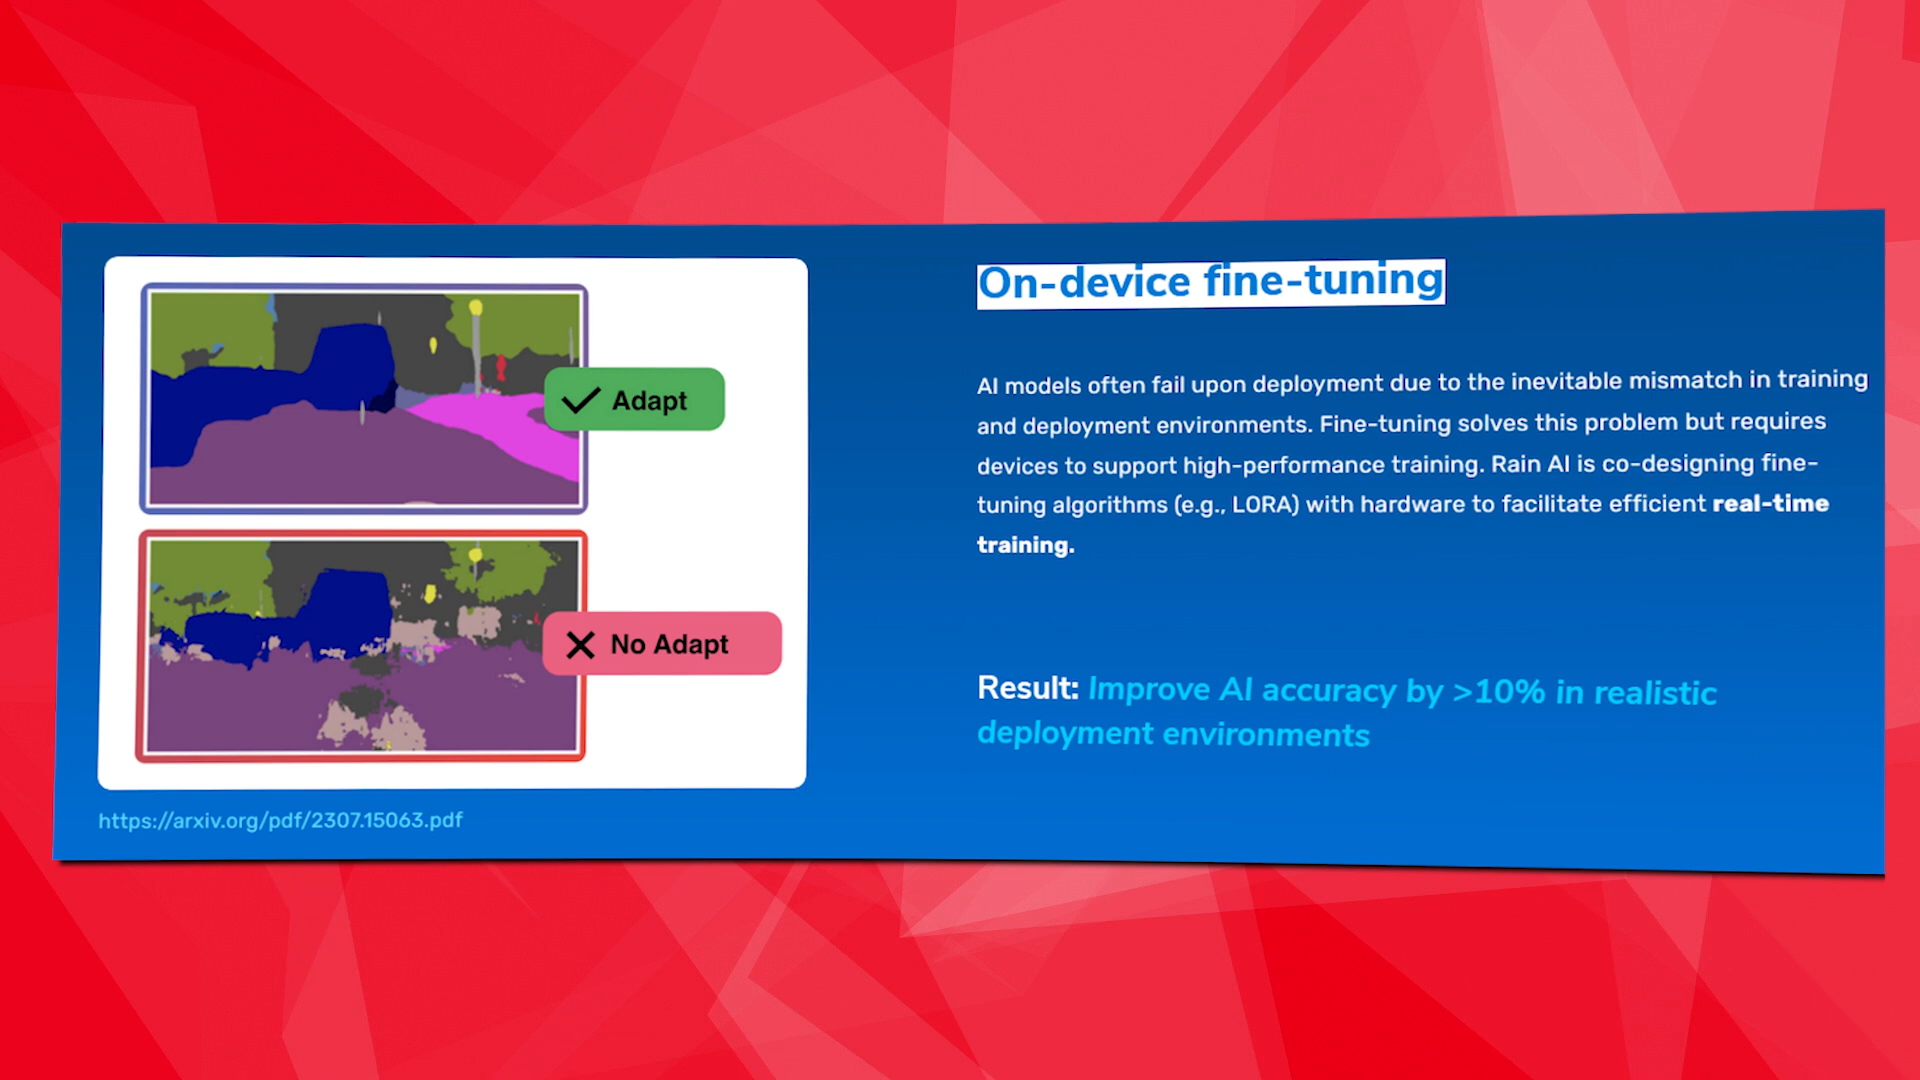 Adapt
No Adapt
https://arxiv.org/pdf/2307.15063.pdf
On-device fine-tuning
AI models often fail upon deployment due to the inevitable mismatch in training
and deployment environments. Fine-tuning solves this problem but requires
devices to support high-performance training. Rain AI is co-designing fine-
tuning algorithms (e.g., LORA) with hardware to facilitate efficient real-time
training.
Result: Improve AI accuracy by >10% in realistic
deployment environments